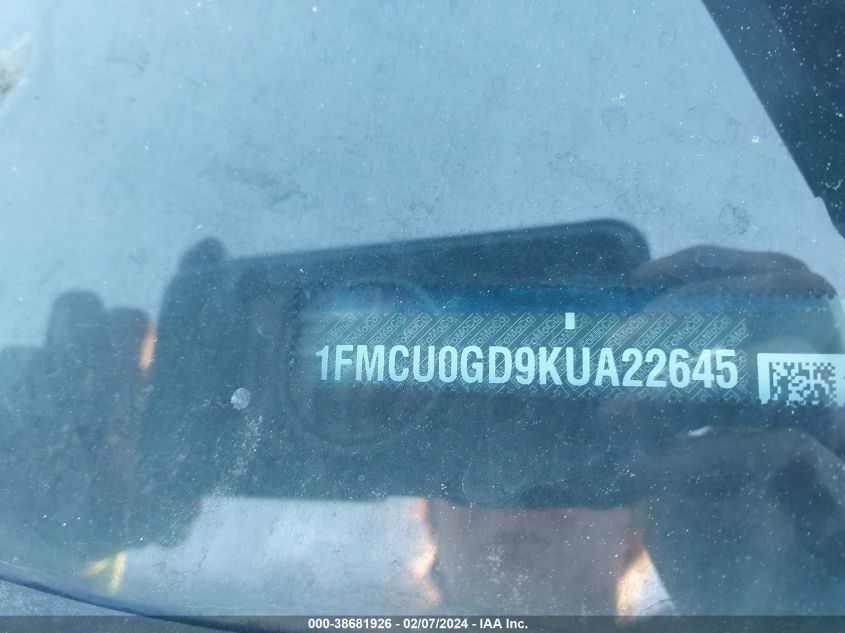 1FMCU0GD9KUA22645
000-38681926 - 02/07/2024 - IAA Inc.